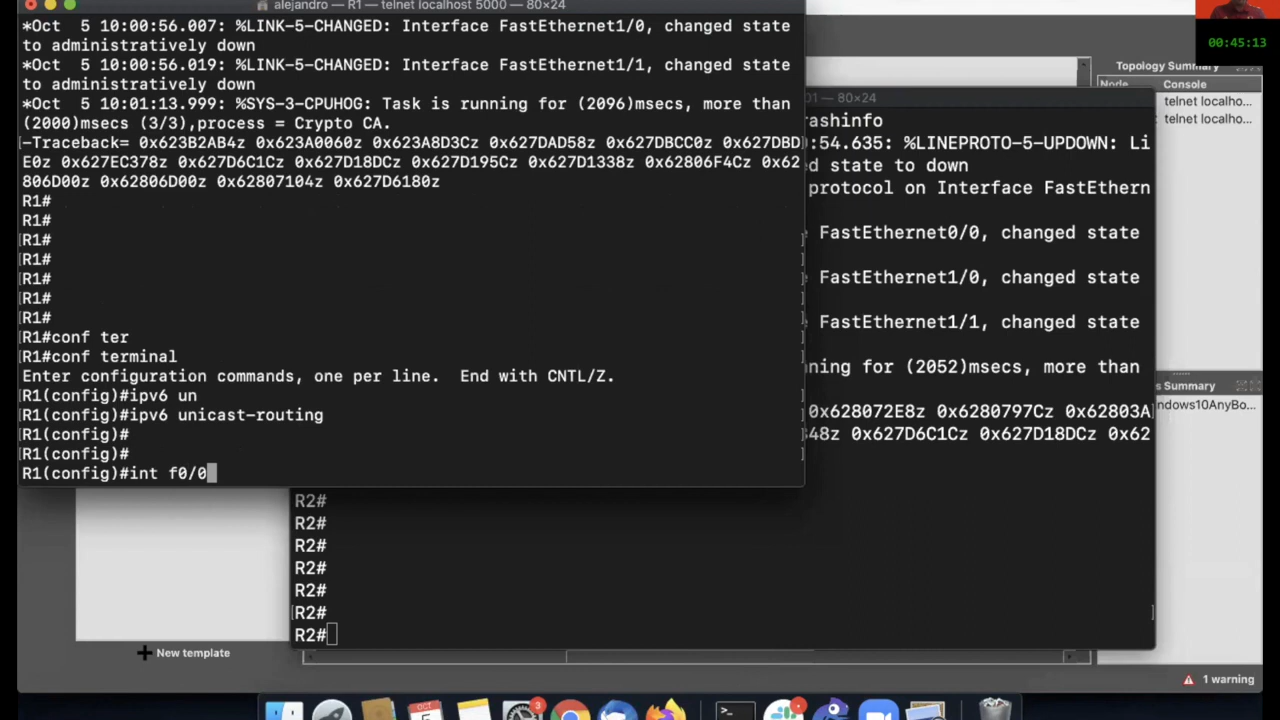 alejandro — R1 — telnet localhost 5000 — 80×24
*Oct  5 10:00:56.007: %LINK-5-CHANGED: Interface FastEthernet1/0, changed state
to administratively down
*Oct  5 10:00:56.019: %LINK-5-CHANGED: Interface FastEthernet1/1, changed state
to administratively down
*Oct  5 10:01:13.999: %SYS-3-CPUHOG: Task is running for (2096)msecs, more than
(2000)msecs (3/3),process = Crypto CA.
-Traceback= 0x623B2AB4z 0x623A0060z 0x623A8D3Cz 0x627DAD58z 0x627DBCC0z 0x627DBD
E0z 0x627EC378z 0x627D6C1Cz 0x627D18DCz 0x627D195Cz 0x627D1338z 0x62806F4Cz 0x62
806D00z 0x62806D00z 0x62807104z 0x627D6180z
R1#
R1#
R1#
R1#
R1#
R1#
R1#
R1#conf ter
R1#conf terminal
Enter configuration commands, one per line.  End with CNTL/Z.
R1(config)#ipv6 un
R1(config)#ipv6 unicast-routing
R1(config)#
R1(config)#
R1(config)#int f0/0
01 — 80×24
rashinfo
:54.635: %LINEPROTO-5-UPDOWN: Li
d state to down
protocol on Interface FastEthern
FastEthernet0/0, changed state
FastEthernet1/0, changed state
FastEthernet1/1, changed state
ning for (2052)msecs, more than
0x628072E8z 0x6280797Cz 0x62803A
48z 0x627D6C1Cz 0x627D18DCz 0x62
R2#
R2#
R2#
R2#
R2#
R2#
R2#
00:45:13
Topology Summary
Node Console
telnet localho...
telnet localho...
s Summary
ndows10AnyBo...
New template
1 warning
OCT
5
3
>_